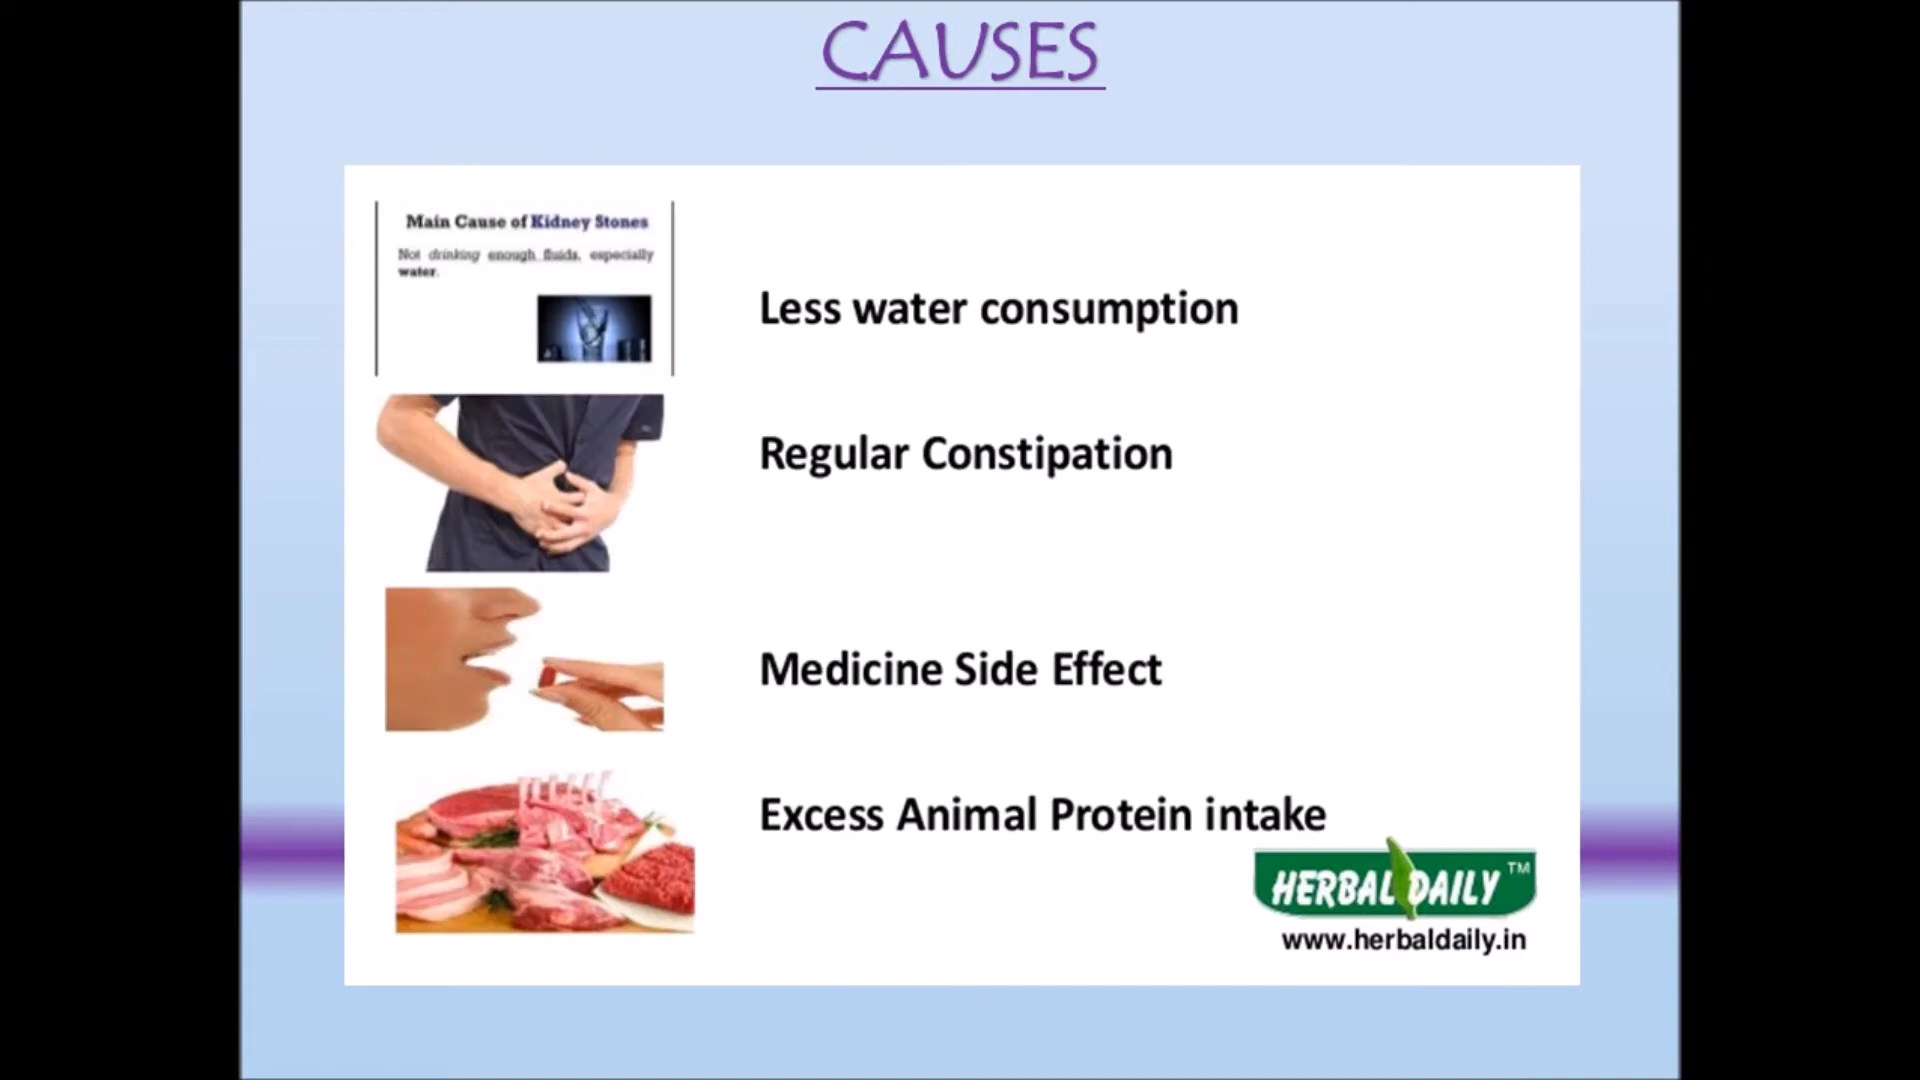 CAUSES
Main Cause of Kidney Stones
Not drinking enough fluids, especially
water.
Less water consumption
Regular Constipation
Medicine Side Effect
Excess Animal Protein intake
HERBAL DAILY™
www.herbaldaily.in